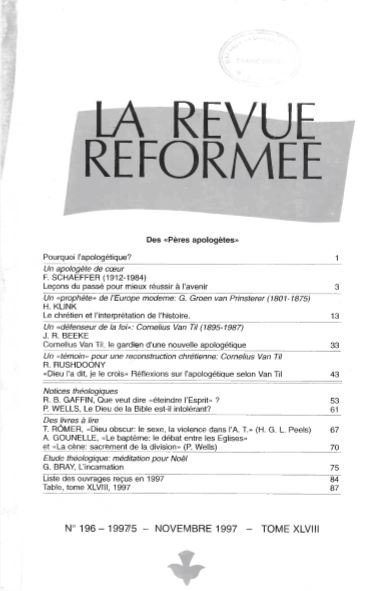 LA REVUE
REFORMEE
Des «Pères apologètes»
Pourquoi l'apologétique? 1
Un apologète de cœur
F. SCHAEFFER (1912-1984)
Leçons du passé pour mieux réussir à l'avenir 3
Un «prophète» de l'Europe moderne: G. Groen van Prinsterer (1801-1875)
H. KLINK
Le chrétien et l'interprétation de l'histoire. 13
Un «défenseur de la foi»: Cornelius Van Til (1895-1987)
J. R. BEEKE
Cornelius Van Til, le gardien d'une nouvelle apologétique 33
Un «témoin» pour une reconstruction chrétienne: Cornelius Van Til
R. RUSHDOONY
«Dieu l'a dit, je le crois» Réflexions sur l'apologétique selon Van Til 43
Notices théologiques
R. B. GAFFIN, Que veut dire «éteindre l'Esprit» ? 53
P. WELLS, Le Dieu de la Bible est-il intolérant? 61
Des livres à lire
T. RÖMER, «Dieu obscur: le sexe, la violence dans l'A. T.» (H. G. L. Peels) 67
A. GOUNELLE, «Le baptême: le débat entre les Eglises»
et «La cène: sacrement de la division» (P. Wells) 70
Etude théologique: méditation pour Noël
G. BRAY, L'incarnation 75
Liste des ouvrages reçus en 1997 84
Table, tome XLVIII, 1997 87
N° 196 – 1997/5 – NOVEMBRE 1997 – TOME XLVIII